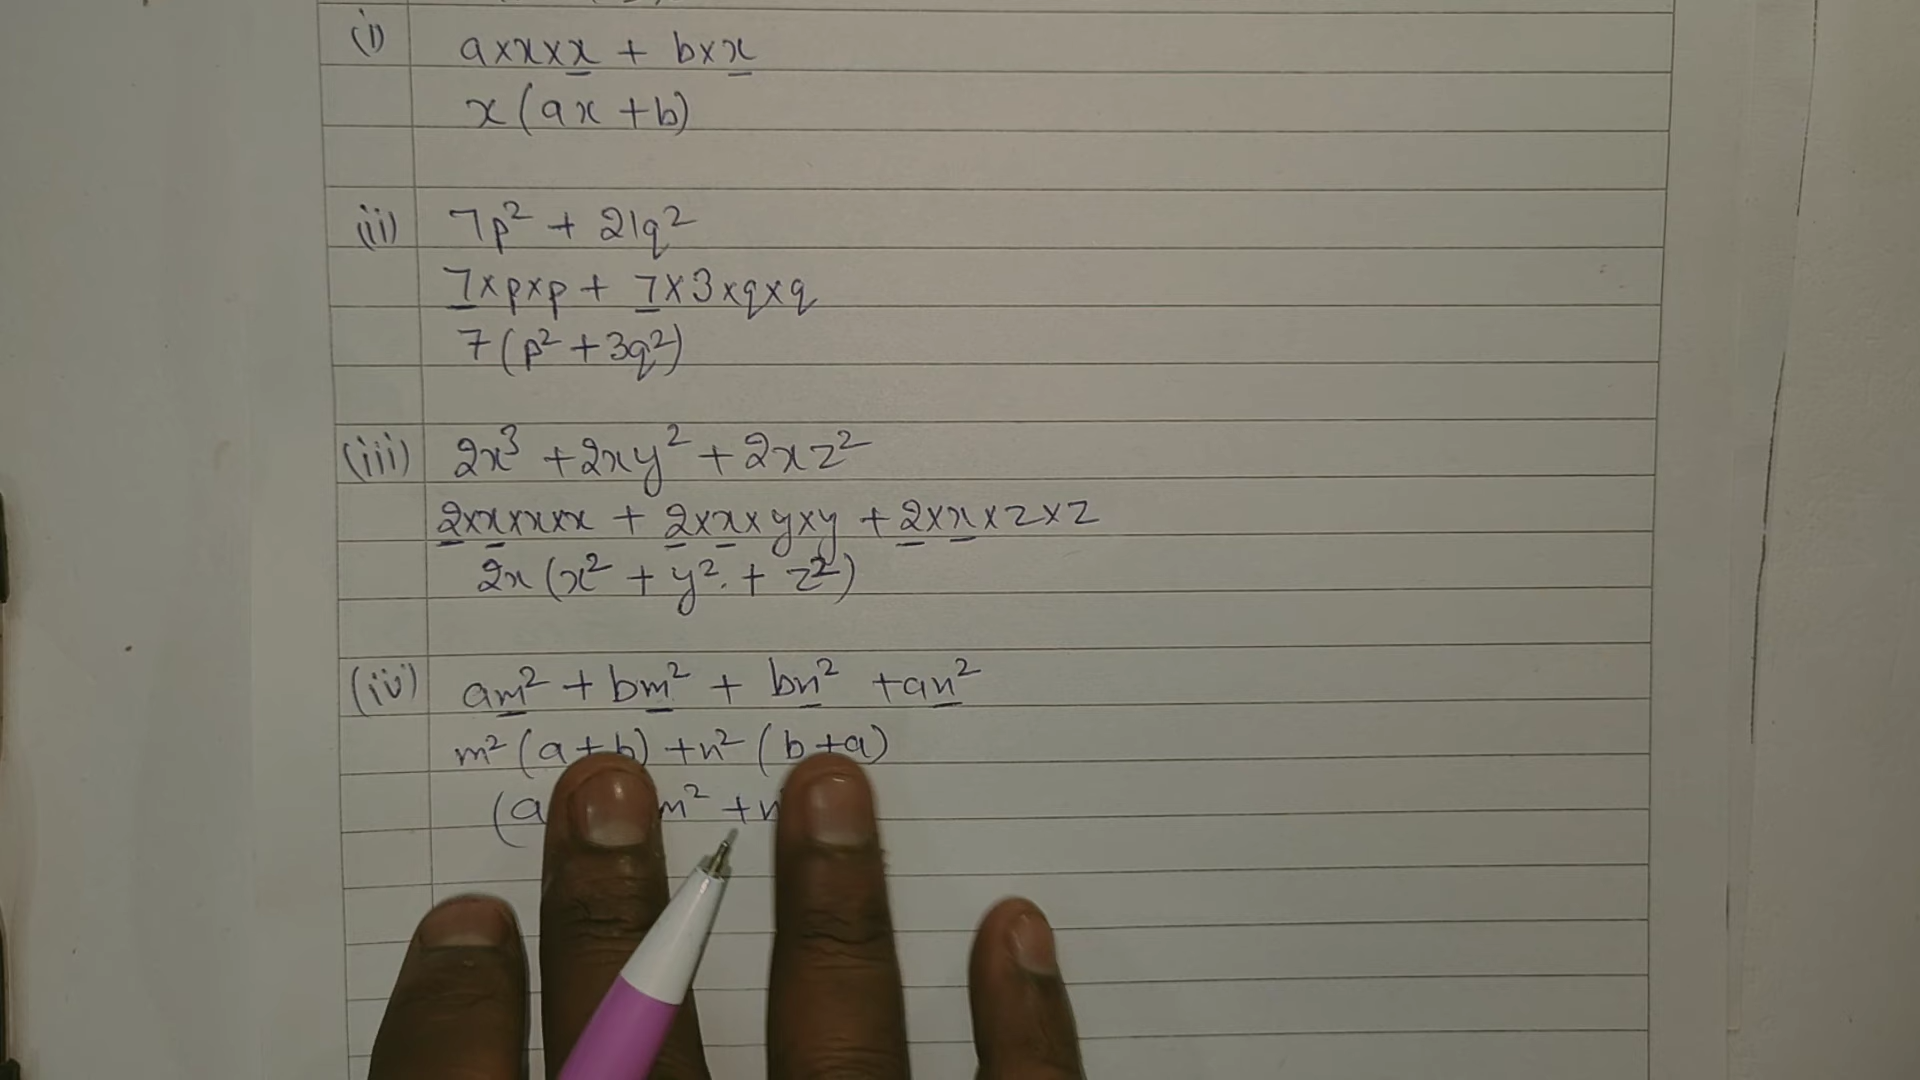 (i) a×x×x + b×x
x(ax+b)
(ii) 7p² + 21q²
7×p×p + 7×3×q×q
7(p²+3q²)
(iii) 2x³ + 2xy² + 2xz²
2×x×x×x + 2×x×y×y + 2×x×z×z
2x(x² + y² + z²)
(iv) am² + bm² + bn² + an²
m²(a+b) + n²(b+a)
(a m² + n